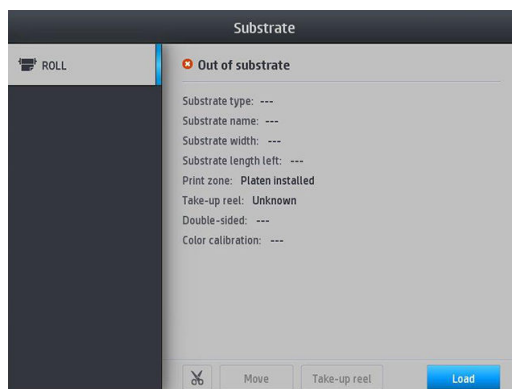 Substrate
ROLL
Out of substrate
Substrate type: ---
Substrate name: ---
Substrate width: ---
Substrate length left: ---
Print zone: Platen installed
Take-up reel: Unknown
Double-sided: ---
Color calibration: ---
Move
Take-up reel
Load